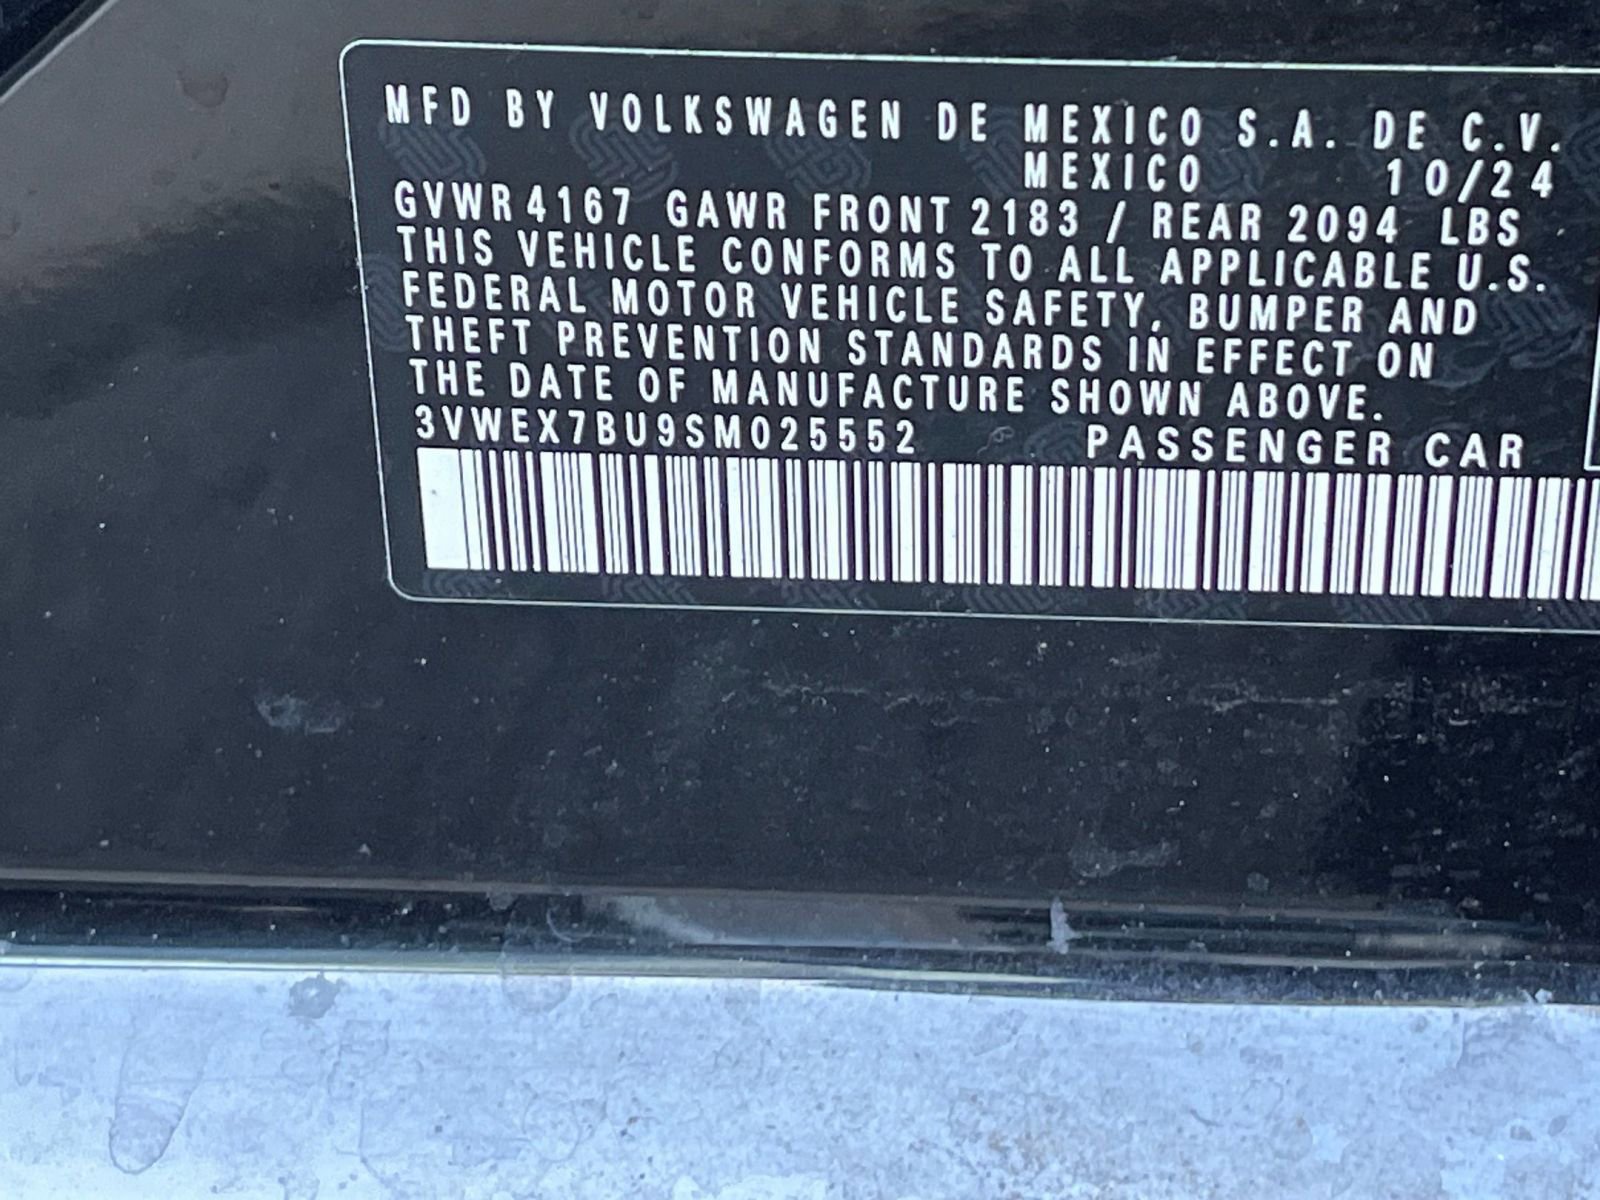 MFD BY VOLKSWAGEN DE MEXICO S.A. DE C.V.
MEXICO 10/24
GVWR 4167 GAWR FRONT 2183 / REAR 2094 LBS
THIS VEHICLE CONFORMS TO ALL APPLICABLE U.S.
FEDERAL MOTOR VEHICLE SAFETY, BUMPER AND
THEFT PREVENTION STANDARDS IN EFFECT ON
THE DATE OF MANUFACTURE SHOWN ABOVE.
3VWEX7BU9SM025552 PASSENGER CAR